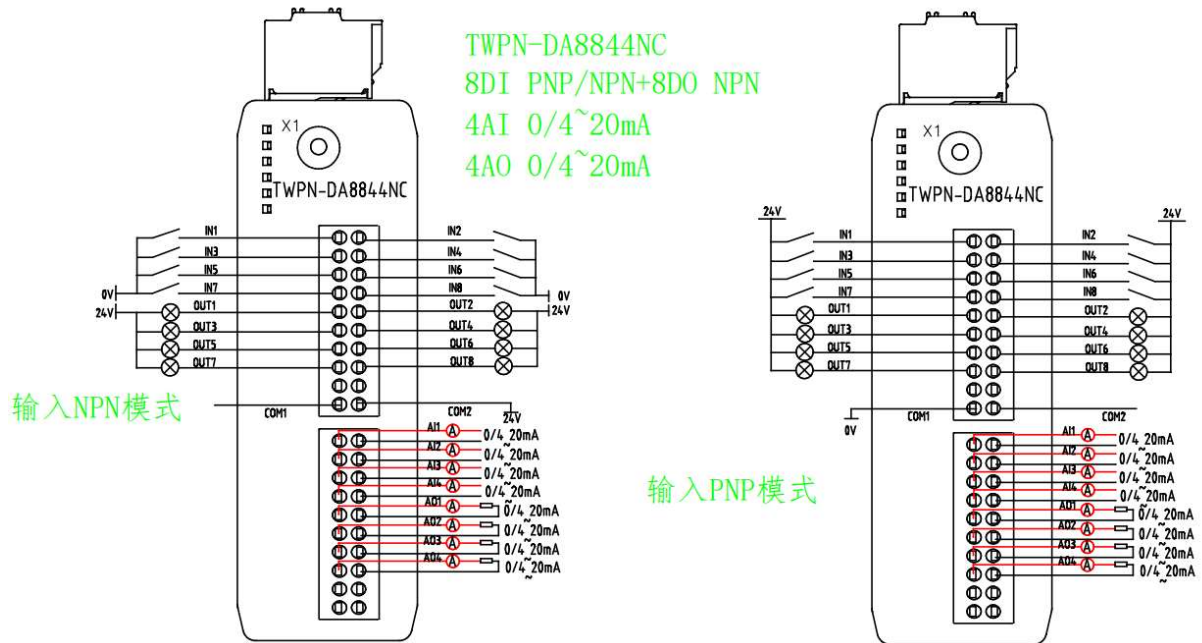 TWPN-DA8844NC
8DI PNP/NPN+8DO NPN
4AI 0/4~20mA
4AO 0/4~20mA
X1
TWPN-DA8844NC
IN1 IN2
IN3 IN4
IN5 IN6
IN7 IN8
0V 0V
24V OUT1 OUT2 24V
OUT3 OUT4
OUT5 OUT6
OUT7 OUT8
输入NPN模式
COM1 COM2
24V
AI1 0/4~20mA
AI2 0/4~20mA
AI3 0/4~20mA
AI4 0/4~20mA
AO1 0/4~20mA
AO2 0/4~20mA
AO3 0/4~20mA
AO4 0/4~20mA
X1
TWPN-DA8844NC
24V 24V
IN1 IN2
IN3 IN4
IN5 IN6
IN7 IN8
OUT1 OUT2
OUT3 OUT4
OUT5 OUT6
OUT7 OUT8
COM1 COM2
0V
输入PNP模式
AI1 0/4~20mA
AI2 0/4~20mA
AI3 0/4~20mA
AI4 0/4~20mA
AO1 0/4~20mA
AO2 0/4~20mA
AO3 0/4~20mA
AO4 0/4~20mA